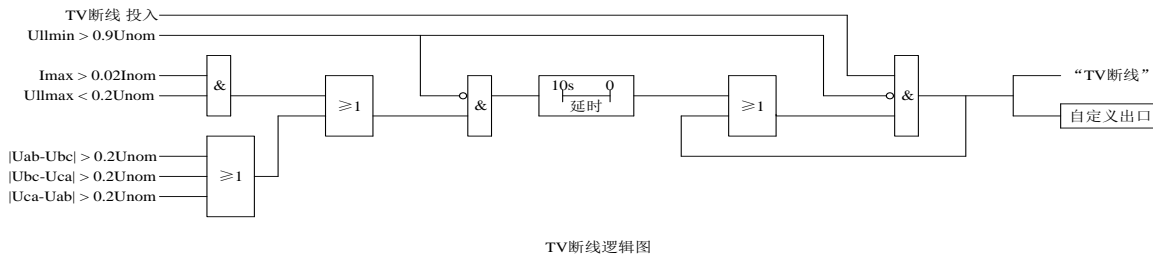 TV断线 投入
Ullmin > 0.9Unom
Imax > 0.02Inom
Ullmax < 0.2Unom
&
≥1
&
10s 0
延时
≥1
&
“TV断线”
自定义出口
|Uab-Ubc| > 0.2Unom
|Ubc-Uca| > 0.2Unom
|Uca-Uab| > 0.2Unom
≥1
TV断线逻辑图